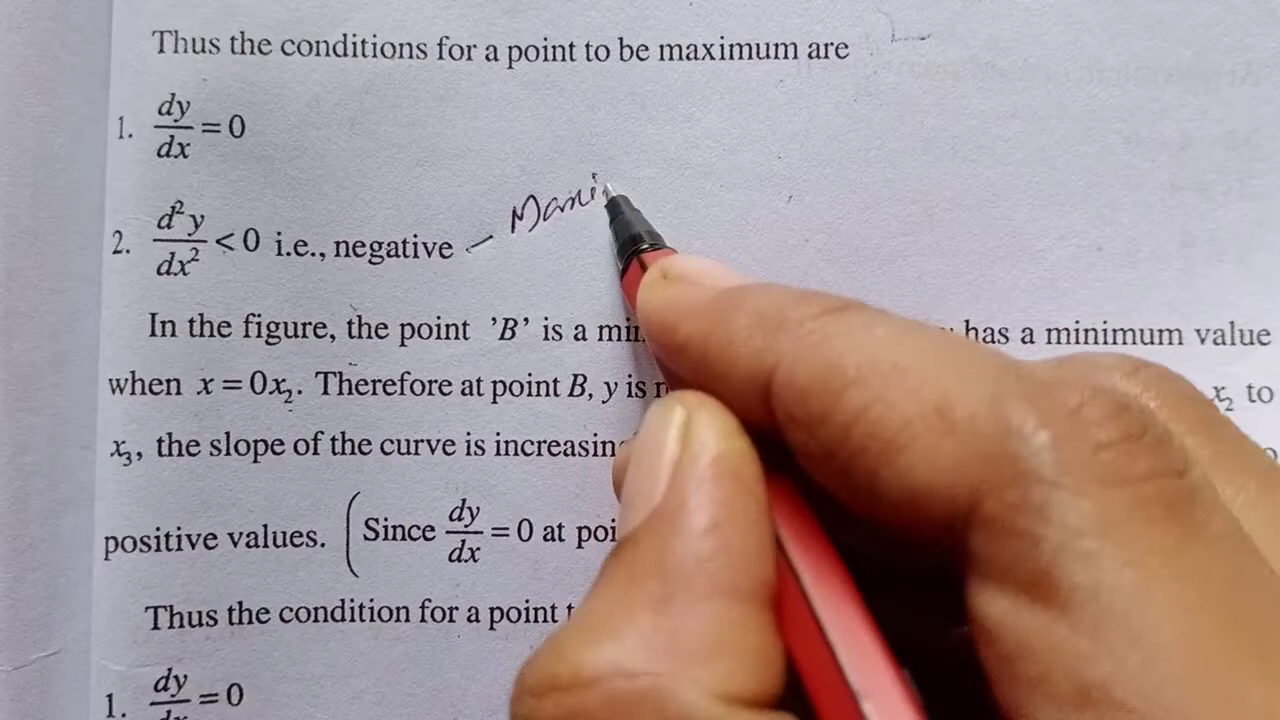 Thus the conditions for a point to be maximum are
1. dy/dx = 0
2. d²y/dx² < 0 i.e., negative – Maxi
In the figure, the point ’B’ is a has a minimum value
when x = 0x₂. Therefore at point B, y is x₂ to
x₃, the slope of the curve is
positive values. ( Since dy/dx = 0 at
Thus the condition for a point
1. dy/dx = 0